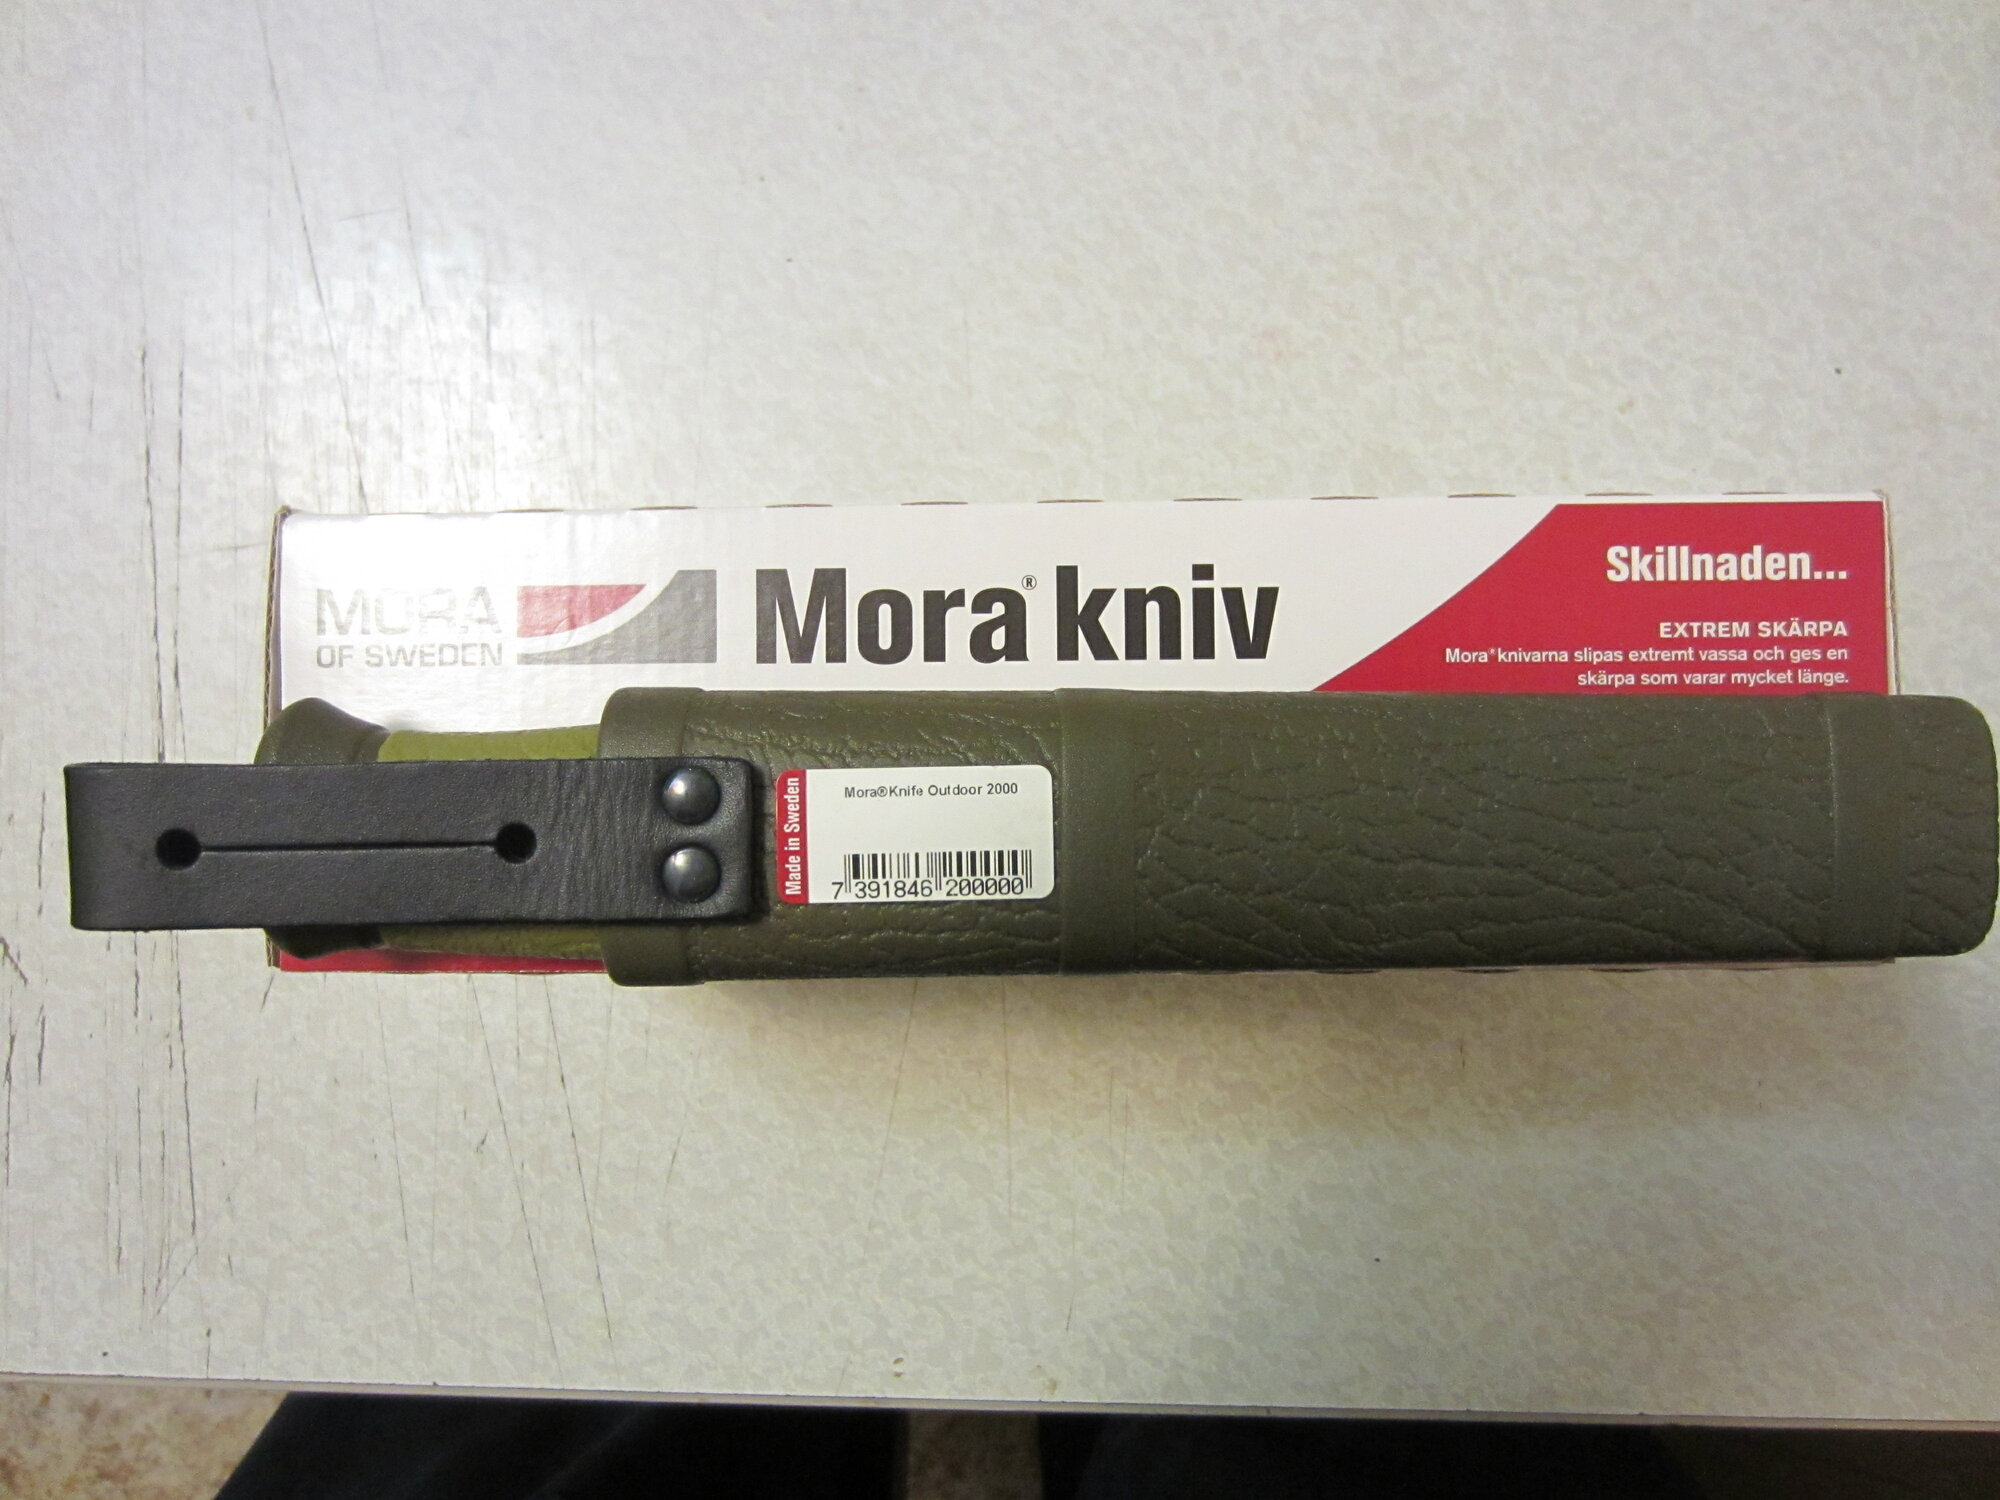 MORA
OF SWEDEN
Mora® kniv
Skillnaden...
EXTREM SKÄRPA
Mora®knivarna slipas extremt vassa och ges en
skärpa som varar mycket länge.
Made in Sweden
Mora®Knife Outdoor 2000
7 391846 200000